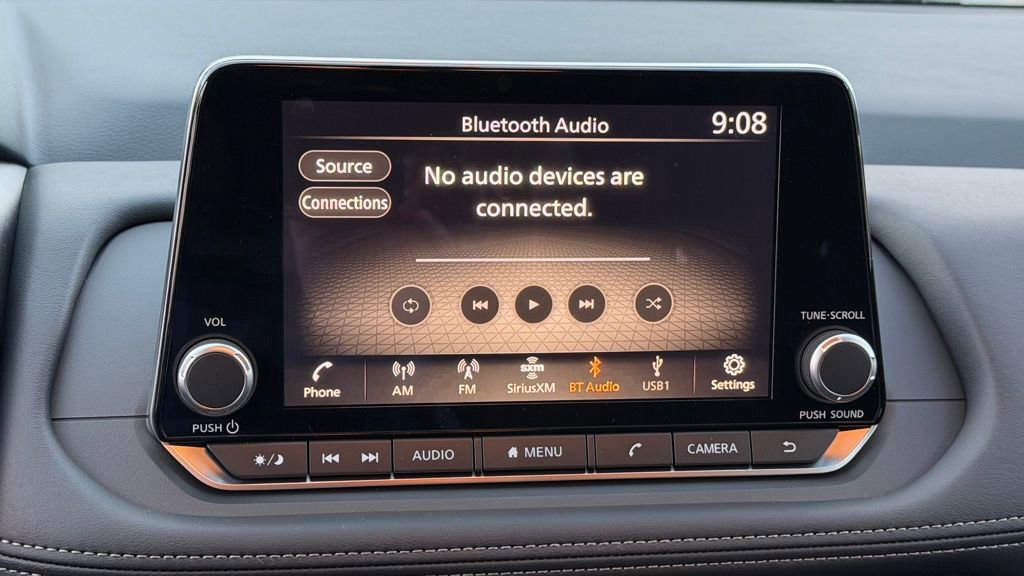 Bluetooth Audio
9:08
Source
No audio devices are
connected.
Connections
VOL
TUNE·SCROLL
Phone
AM
FM
sxm
SiriusXM
BT Audio
USB1
Settings
PUSH
PUSH SOUND
AUDIO
MENU
CAMERA